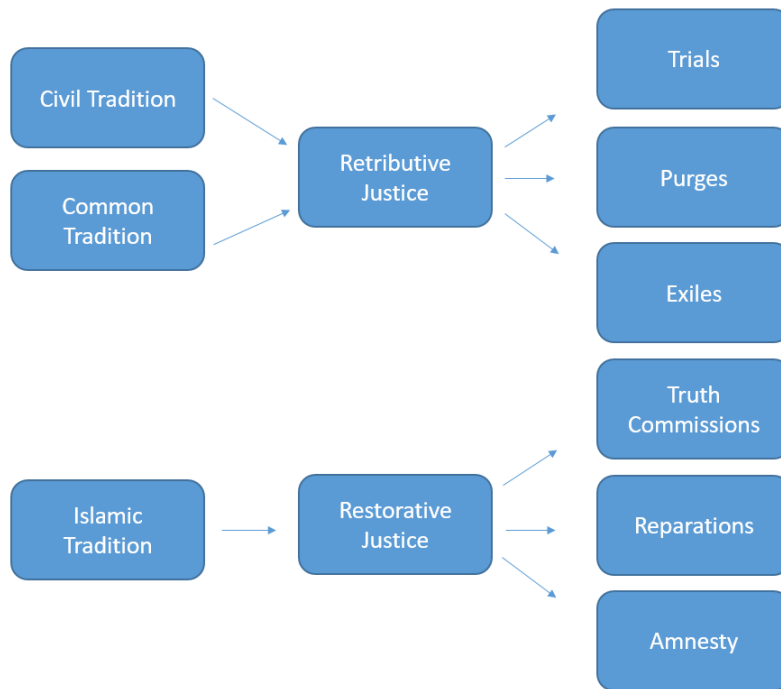 Civil Tradition
Common
Tradition
Retributive
Justice
Trials
Purges
Exiles
Islamic
Tradition
Restorative
Justice
Truth
Commissions
Reparations
Amnesty